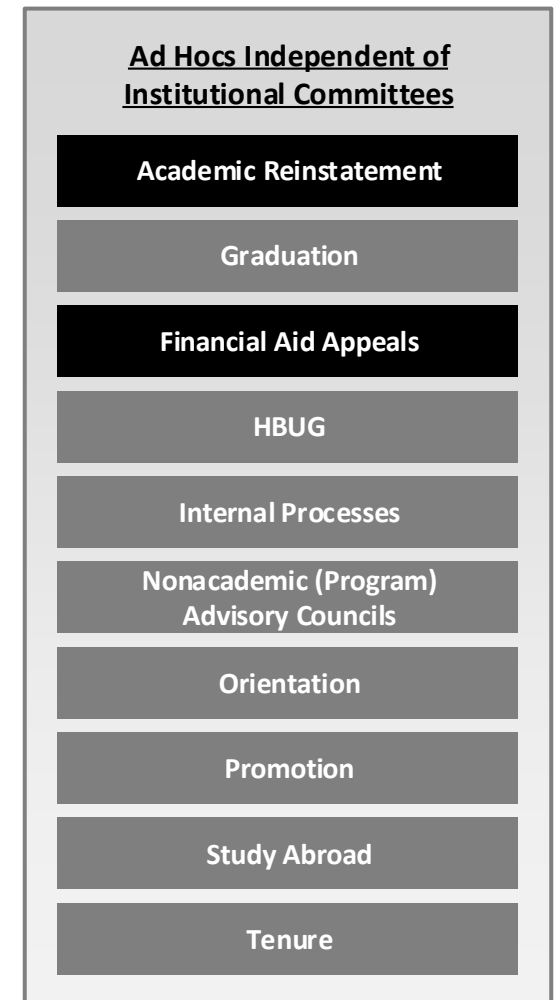 Ad Hocs Independent of
Institutional Committees
Academic Reinstatement
Graduation
Financial Aid Appeals
HBUG
Internal Processes
Nonacademic (Program)
Advisory Councils
Orientation
Promotion
Study Abroad
Tenure